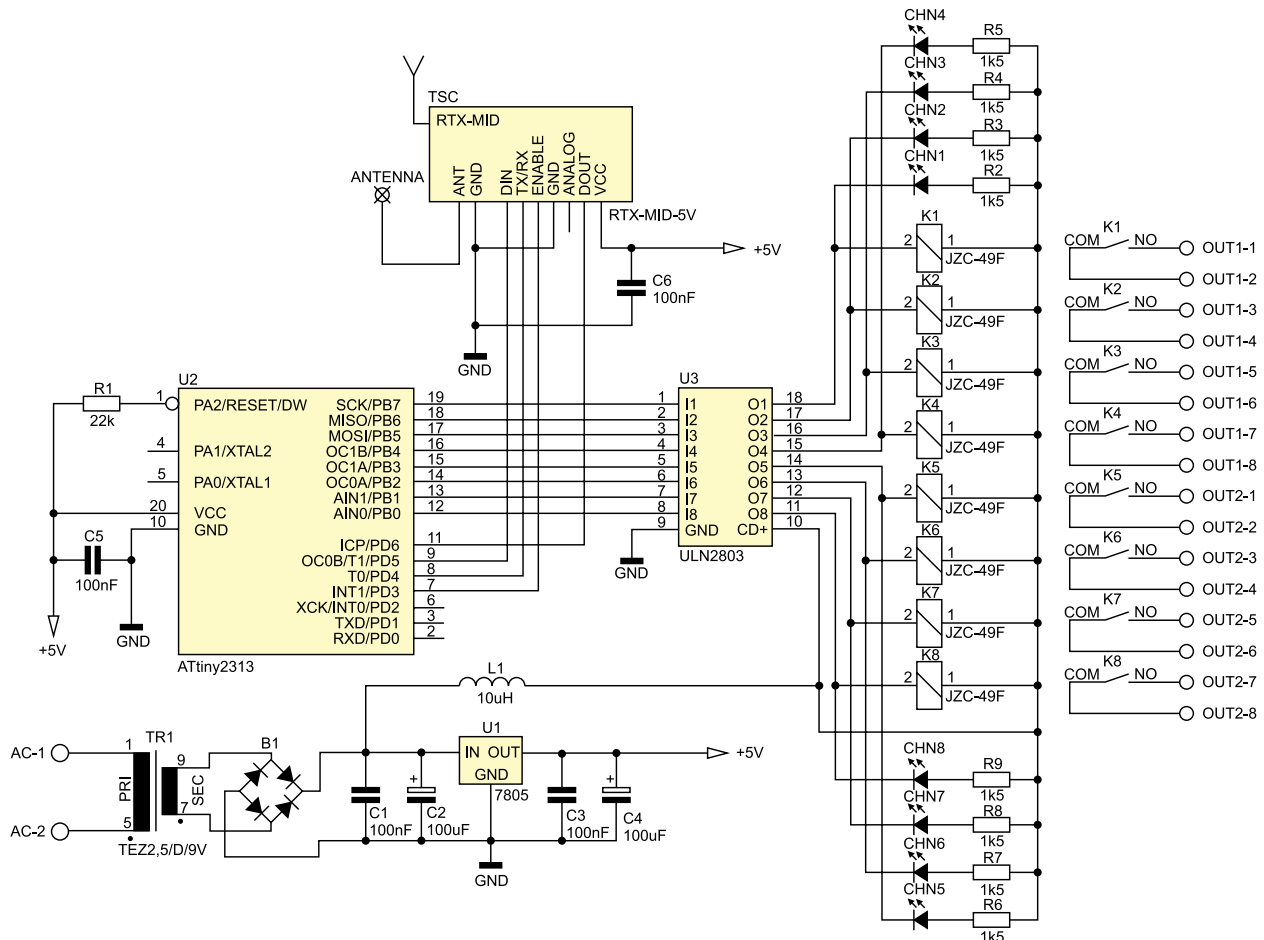 CHN4
R5
1k5
CHN3
R4
1k5
CHN2
R3
1k5
CHN1
R2
1k5
TSC
RTX-MID
ANT
GND
DIN
TX/RX
ENABLE
GND
ANALOG
DOUT
VCC
RTX-MID-5V
ANTENNA
+5V
C6
100nF
GND
K1
2 1
JZC-49F
K2
2 1
JZC-49F
K3
2 1
JZC-49F
K4
2 1
JZC-49F
K5
2 1
JZC-49F
K6
2 1
JZC-49F
K7
2 1
JZC-49F
K8
2 1
JZC-49F
K1
COM NO OUT1-1
OUT1-2
K2
COM NO OUT1-3
OUT1-4
K3
COM NO OUT1-5
OUT1-6
K4
COM NO OUT1-7
OUT1-8
K5
COM NO OUT2-1
OUT2-2
K6
COM NO OUT2-3
OUT2-4
K7
COM NO OUT2-5
OUT2-6
K8
COM NO OUT2-7
OUT2-8
U2
R1
22k
1 PA2/RESET/DW
4 PA1/XTAL2
5 PA0/XTAL1
20 VCC
10 GND
SCK/PB7 19
MISO/PB6 18
MOSI/PB5 17
OC1B/PB4 16
OC1A/PB3 15
OC0A/PB2 14
AIN1/PB1 13
AIN0/PB0 12
ICP/PD6 11
OC0B/T1/PD5 9
T0/PD4 8
INT1/PD3 7
XCK/INT0/PD2 6
TXD/PD1 3
RXD/PD0 2
ATtiny2313
C5
100nF
GND
+5V
U3
1 I1 O1 18
2 I2 O2 17
3 I3 O3 16
4 I4 O4 15
5 I5 O5 14
6 I6 O6 13
7 I7 O7 12
8 I8 O8 11
9 GND CD+ 10
ULN2803
GND
L1
10uH
AC-1
AC-2
TR1
1
5
PRI
SEC
9
7
TEZ2,5/D/9V
B1
C1
100nF
C2
100uF
+
U1
IN OUT
GND
7805
C3
100nF
C4
100uF
+
+5V
GND
CHN8
R9
1k5
CHN7
R8
1k5
CHN6
R7
1k5
CHN5
R6
1k5